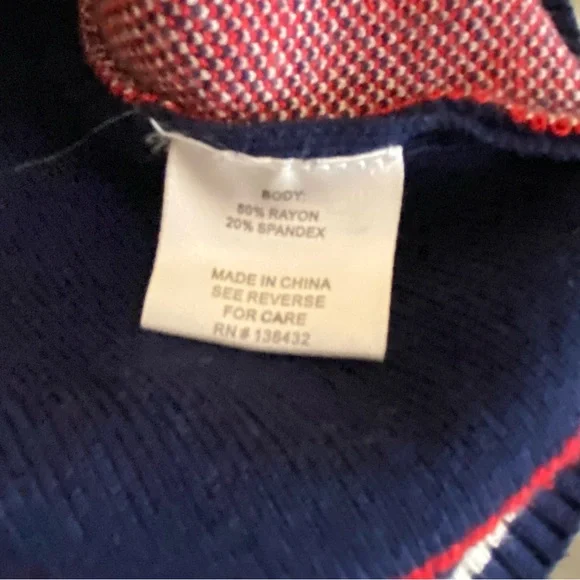 BODY:
80% RAYON
20% SPANDEX
MADE IN CHINA
SEE REVERSE
FOR CARE
RN # 138432